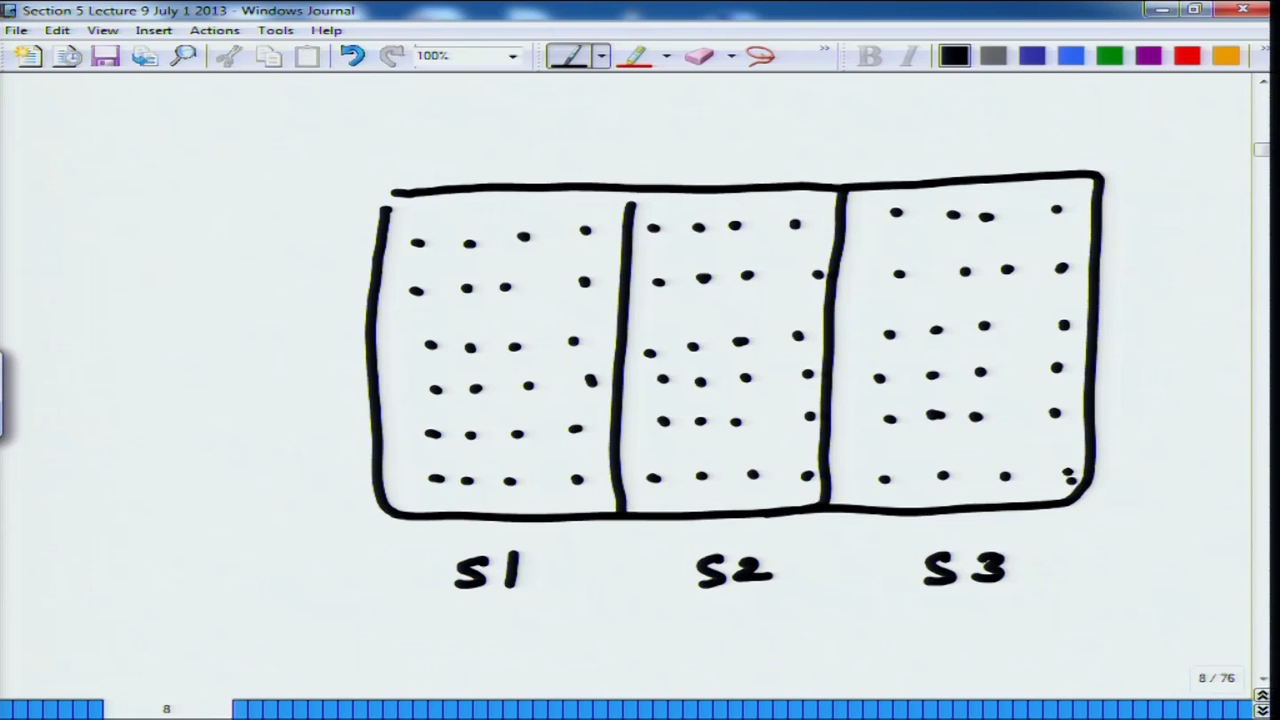 Section 5 Lecture 9 July 1 2013 - Windows Journal
File Edit View Insert Actions Tools Help
100% B I
S1 S2 S3
8 / 76
8